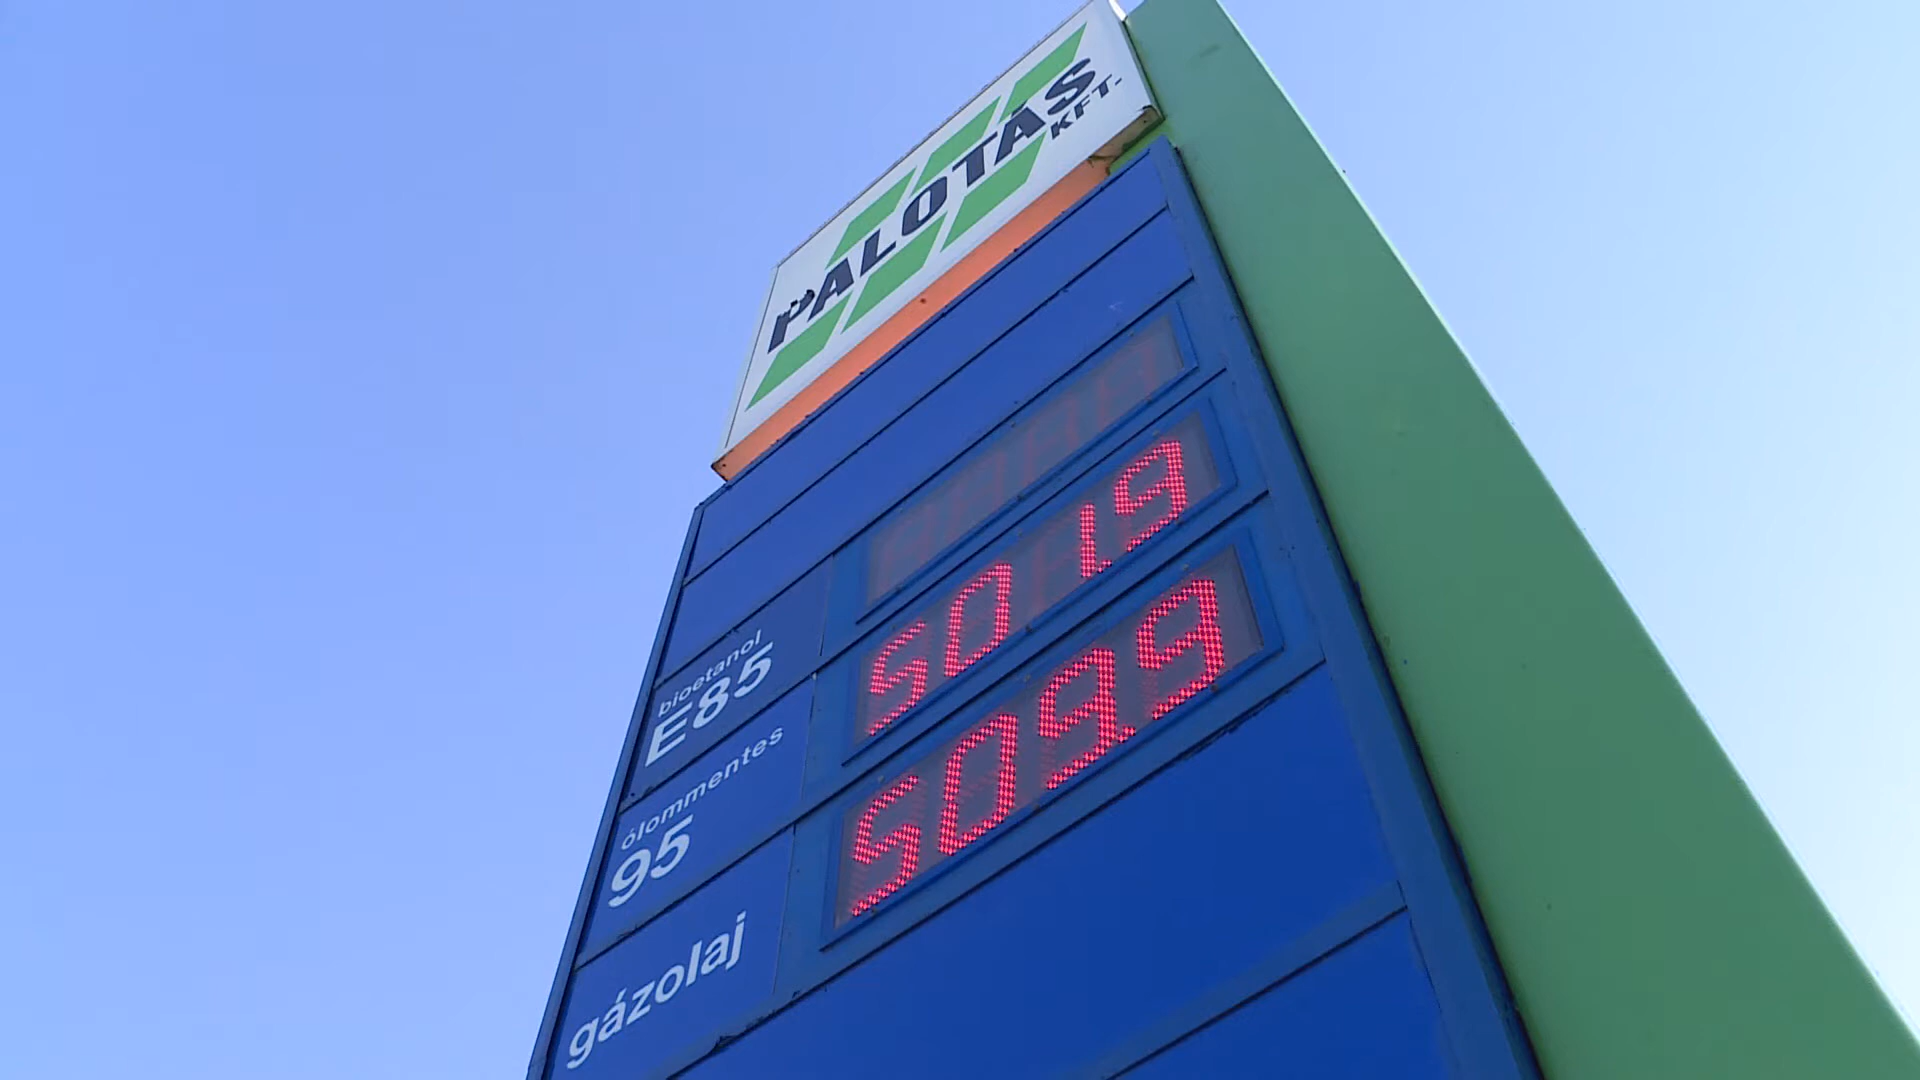 PALOTÁS
KFT.
bioetanol
E85
ólommentes
95
501.9
gázolaj
509.9